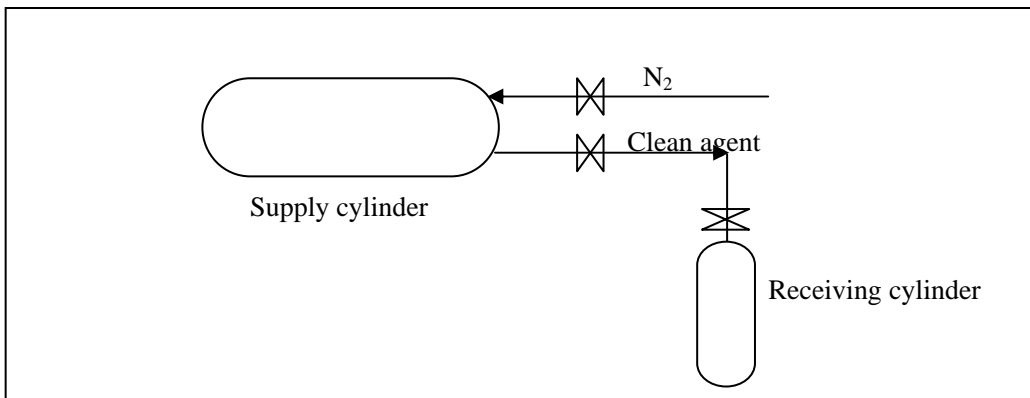 N₂
Clean agent
Supply cylinder
Receiving cylinder